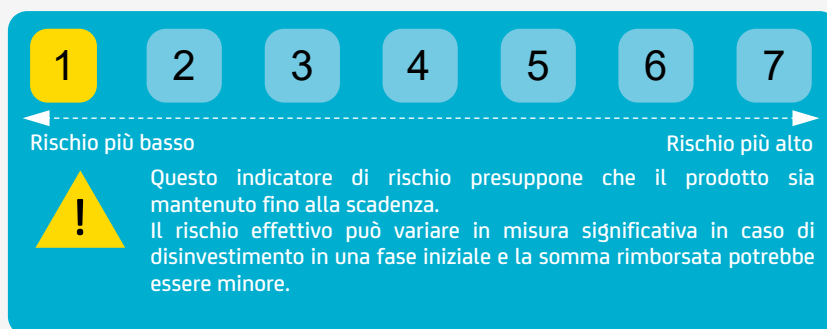 1 2 3 4 5 6 7
Rischio più basso Rischio più alto
!
Questo indicatore di rischio presuppone che il prodotto sia
mantenuto fino alla scadenza.
Il rischio effettivo può variare in misura significativa in caso di
disinvestimento in una fase iniziale e la somma rimborsata potrebbe
essere minore.